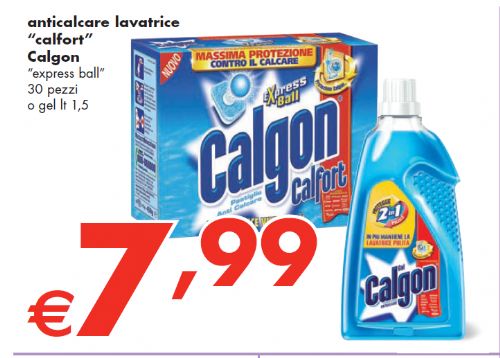 anticalcare lavatrice
“calfort”
Calgon
“express ball”
30 pezzi
o gel lt 1,5
NUOVO
MASSIMA PROTEZIONE
CONTRO IL CALCARE
Express
Ball
Calgon
Calfort
Pastiglie
Anti Calcare
2in1
IN PIÙ MANTIENE LA
LAVATRICE PULITA
Gel
Calgon
€7,99